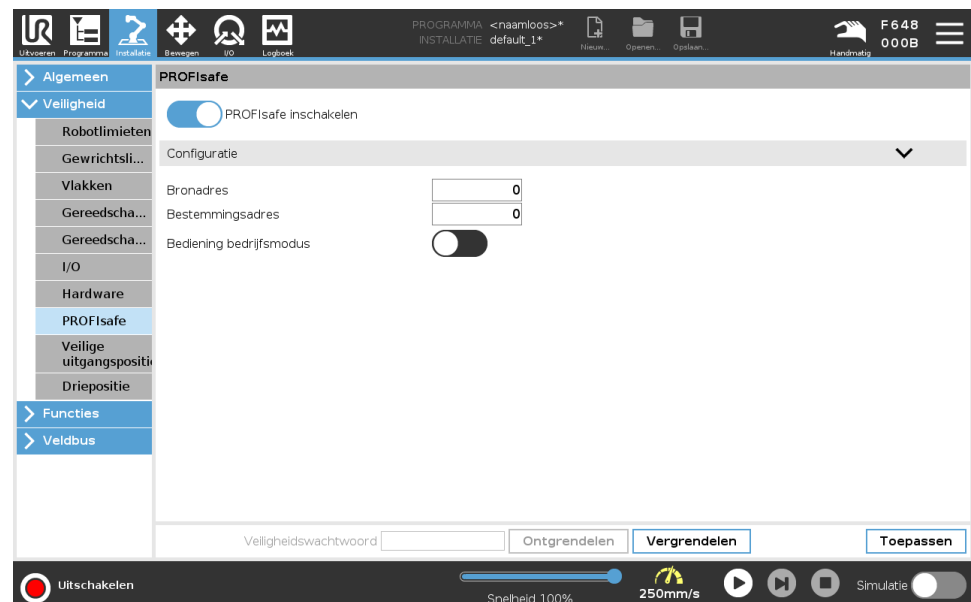 PROGRAMMA <naamloos>*
INSTALLATIE default_1*
UR
Uitvoeren Programma Installatie Bewegen I/O Logboek
Nieuw... Openen... Opslaan...
Handmatig
F648
000B
Algemeen
Veiligheid
Robotlimieten
Gewrichtsli...
Vlakken
Gereedscha...
Gereedscha...
I/O
Hardware
PROFIsafe
Veilige
uitgangspositi
Driepositie
Functies
Veldbus
PROFIsafe
PROFIsafe inschakelen
Configuratie
Bronadres 0
Bestemmingsadres 0
Bediening bedrijfsmodus
Veiligheidswachtwoord Ontgrendelen Vergrendelen Toepassen
Uitschakelen
Snelheid 100%
250mm/s
Simulatie